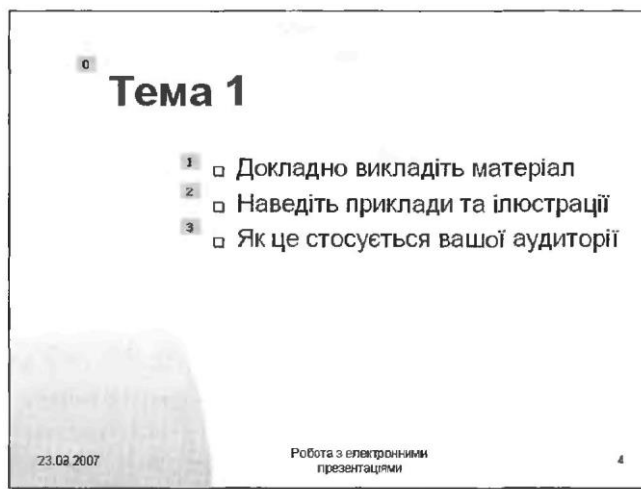 0
Тема 1
1 Докладно викладіть матеріал
2 Наведіть приклади та ілюстрації
3 Як це стосується вашої аудиторії
23.03.2007
Робота з електронними
презентаціями
4